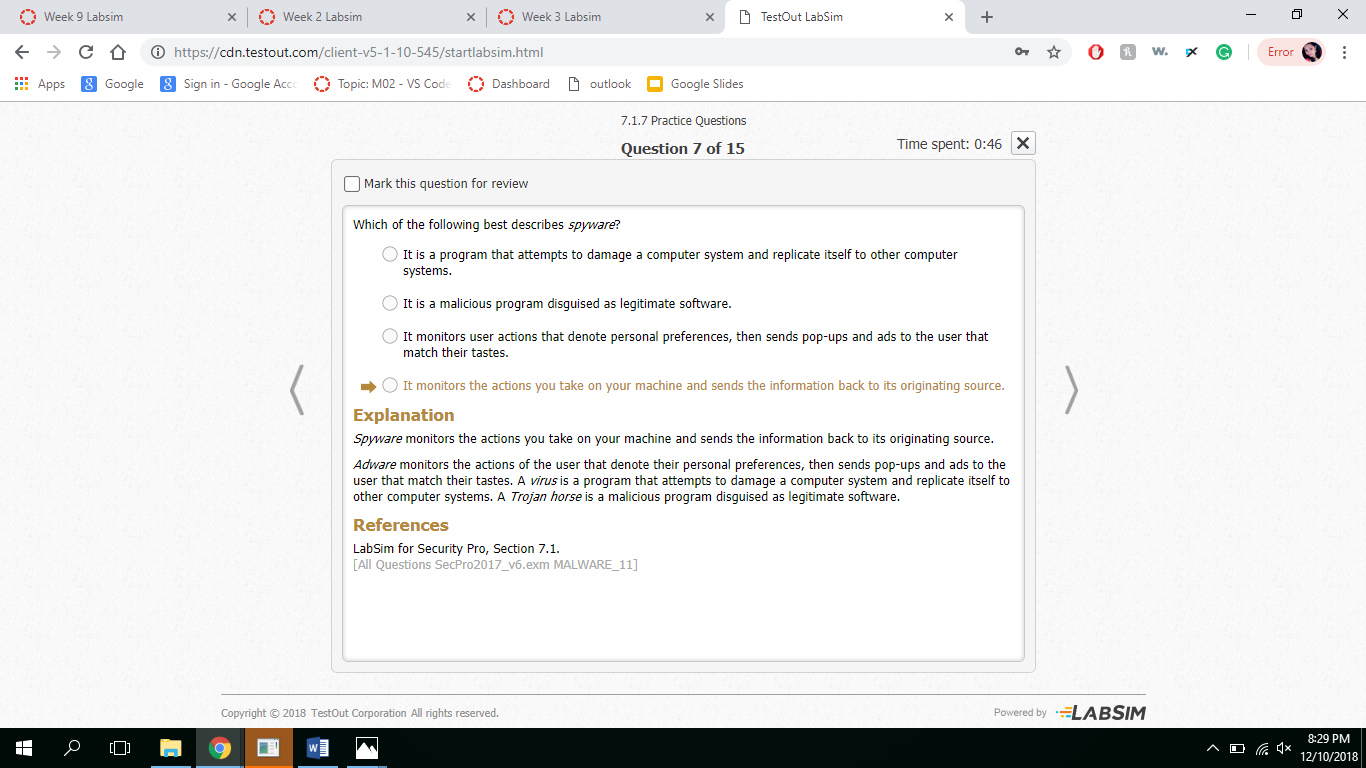 Week 9 Labsim
Week 2 Labsim
Week 3 Labsim
TestOut LabSim
https://cdn.testout.com/client-v5-1-10-545/startlabsim.html
Error
Apps
Google
Sign in - Google Acc
Topic: M02 - VS Code
Dashboard
outlook
Google Slides
7.1.7 Practice Questions
Question 7 of 15
Time spent: 0:46
Mark this question for review
Which of the following best describes spyware?
It is a program that attempts to damage a computer system and replicate itself to other computer
systems.
It is a malicious program disguised as legitimate software.
It monitors user actions that denote personal preferences, then sends pop-ups and ads to the user that
match their tastes.
It monitors the actions you take on your machine and sends the information back to its originating source.
Explanation
Spyware monitors the actions you take on your machine and sends the information back to its originating source.
Adware monitors the actions of the user that denote their personal preferences, then sends pop-ups and ads to the
user that match their tastes. A virus is a program that attempts to damage a computer system and replicate itself to
other computer systems. A Trojan horse is a malicious program disguised as legitimate software.
References
LabSim for Security Pro, Section 7.1.
[All Questions SecPro2017_v6.exm MALWARE_11]
Copyright © 2018 TestOut Corporation All rights reserved.
Powered by LABSIM
8:29 PM
12/10/2018